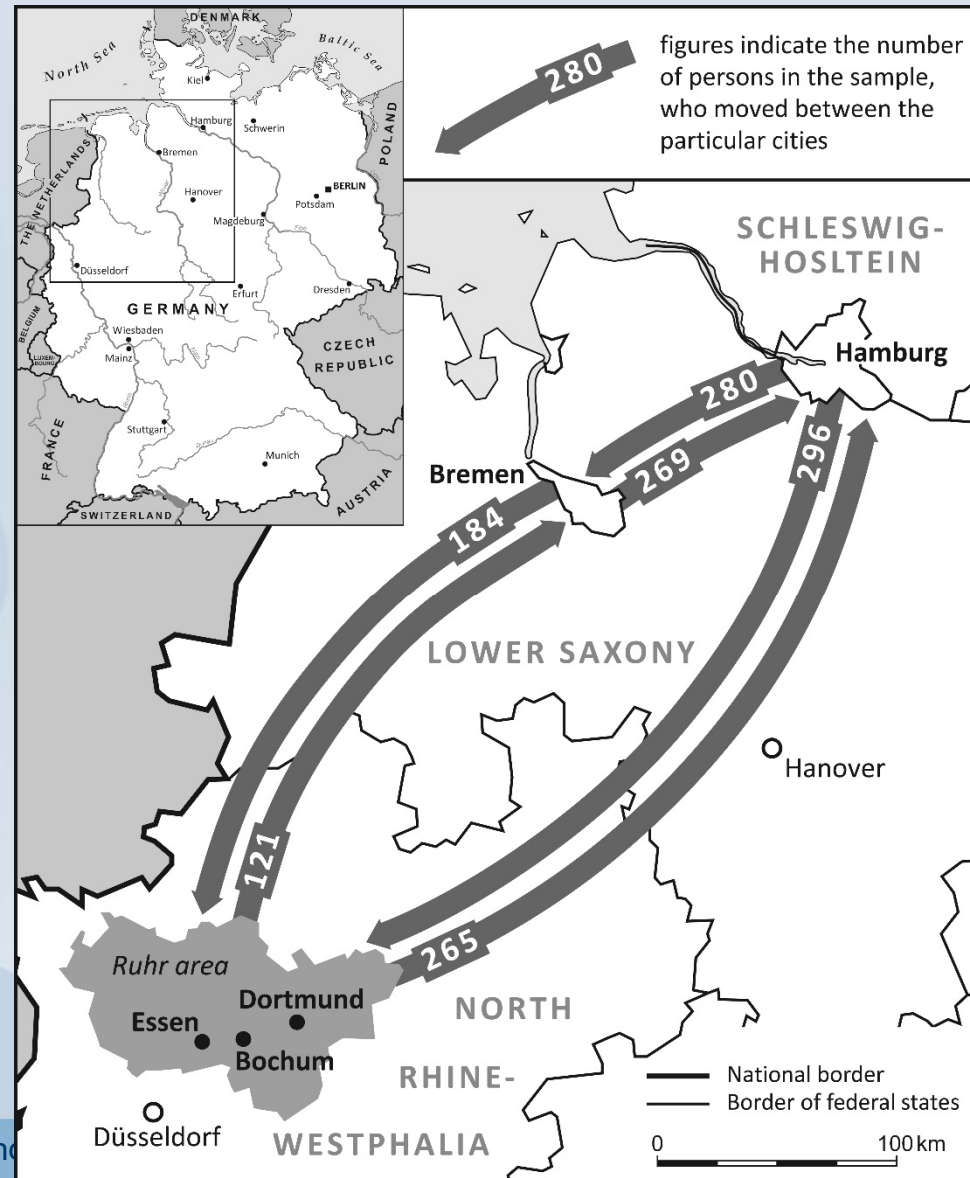 DENMARK
North Sea
Baltic Sea
Kiel
Hamburg
Schwerin
Bremen
POLAND
THE NETHERLANDS
BERLIN
Hanover
Potsdam
Magdeburg
Düsseldorf
Erfurt
Dresden
GERMANY
BELGIUM
Wiesbaden
Mainz
LUXEM-
BOURG
CZECH
REPUBLIC
FRANCE
Stuttgart
Munich
AUSTRIA
SWITZERLAND
280
figures indicate the number
of persons in the sample,
who moved between the
particular cities
SCHLESWIG-
HOSLTEIN
Hamburg
280
296
269
Bremen
184
LOWER SAXONY
Hanover
121
265
Ruhr area
Dortmund
Essen
Bochum
NORTH
RHINE-
WESTPHALIA
Düsseldorf
National border
Border of federal states
0 100 km